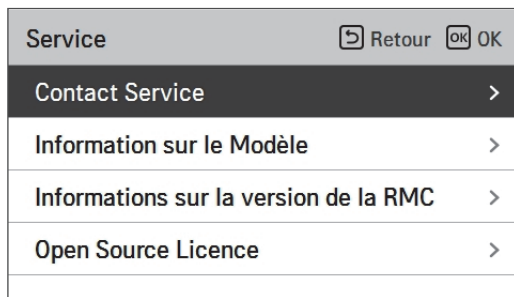 Service Retour OK OK
Contact Service >
Information sur le Modèle >
Informations sur la version de la RMC >
Open Source Licence >